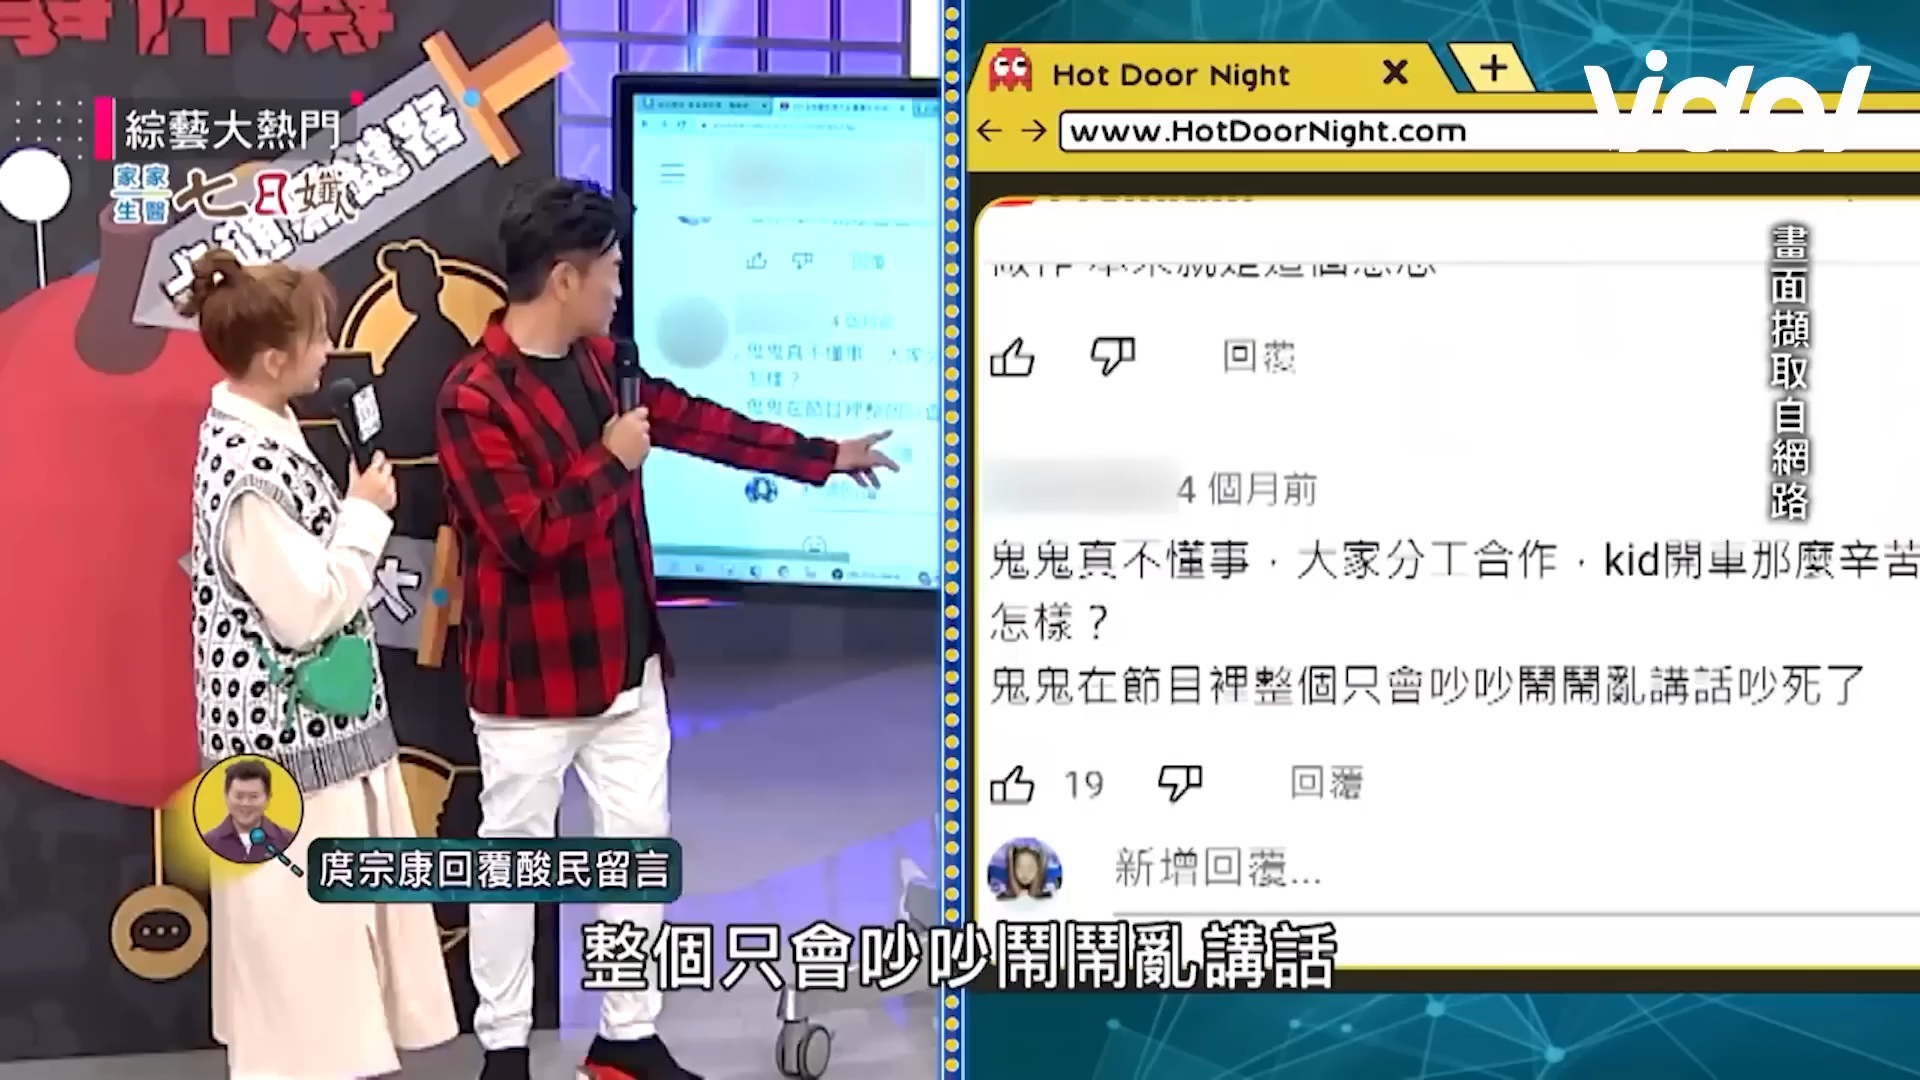 綜藝大熱門
家家
生醫
七日孅
Hot Door Night
www.HotDoorNight.com
vidol
畫面擷取自網路
回覆
4 個月前
鬼鬼真不懂事，大家分工合作，kid開車那麼辛苦
怎樣？
鬼鬼在節目裡整個只會吵吵鬧鬧亂講話吵死了
19
回覆
新增回覆...
庹宗康回覆酸民留言
整個只會吵吵鬧鬧亂講話